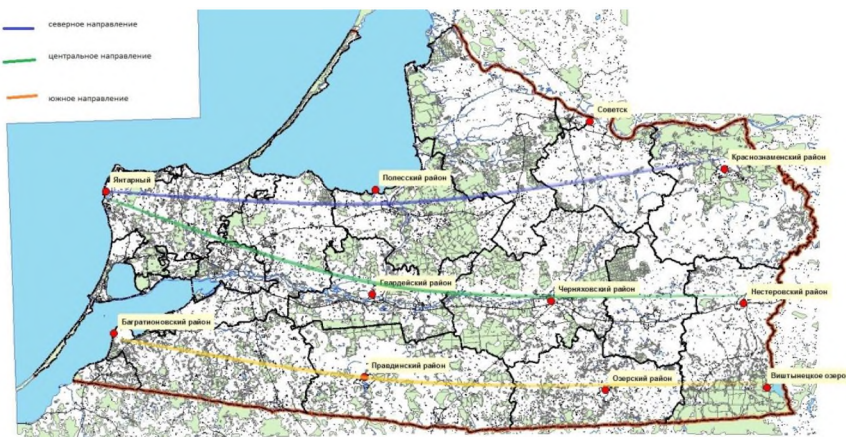 северное направление
центральное направление
южное направление
Советск
Краснознаменский район
Янтарный
Полесский район
Гвардейский район
Черняховский район
Нестеровский район
Багратионовский район
Правдинский район
Озерский район
Виштынецкое озеро